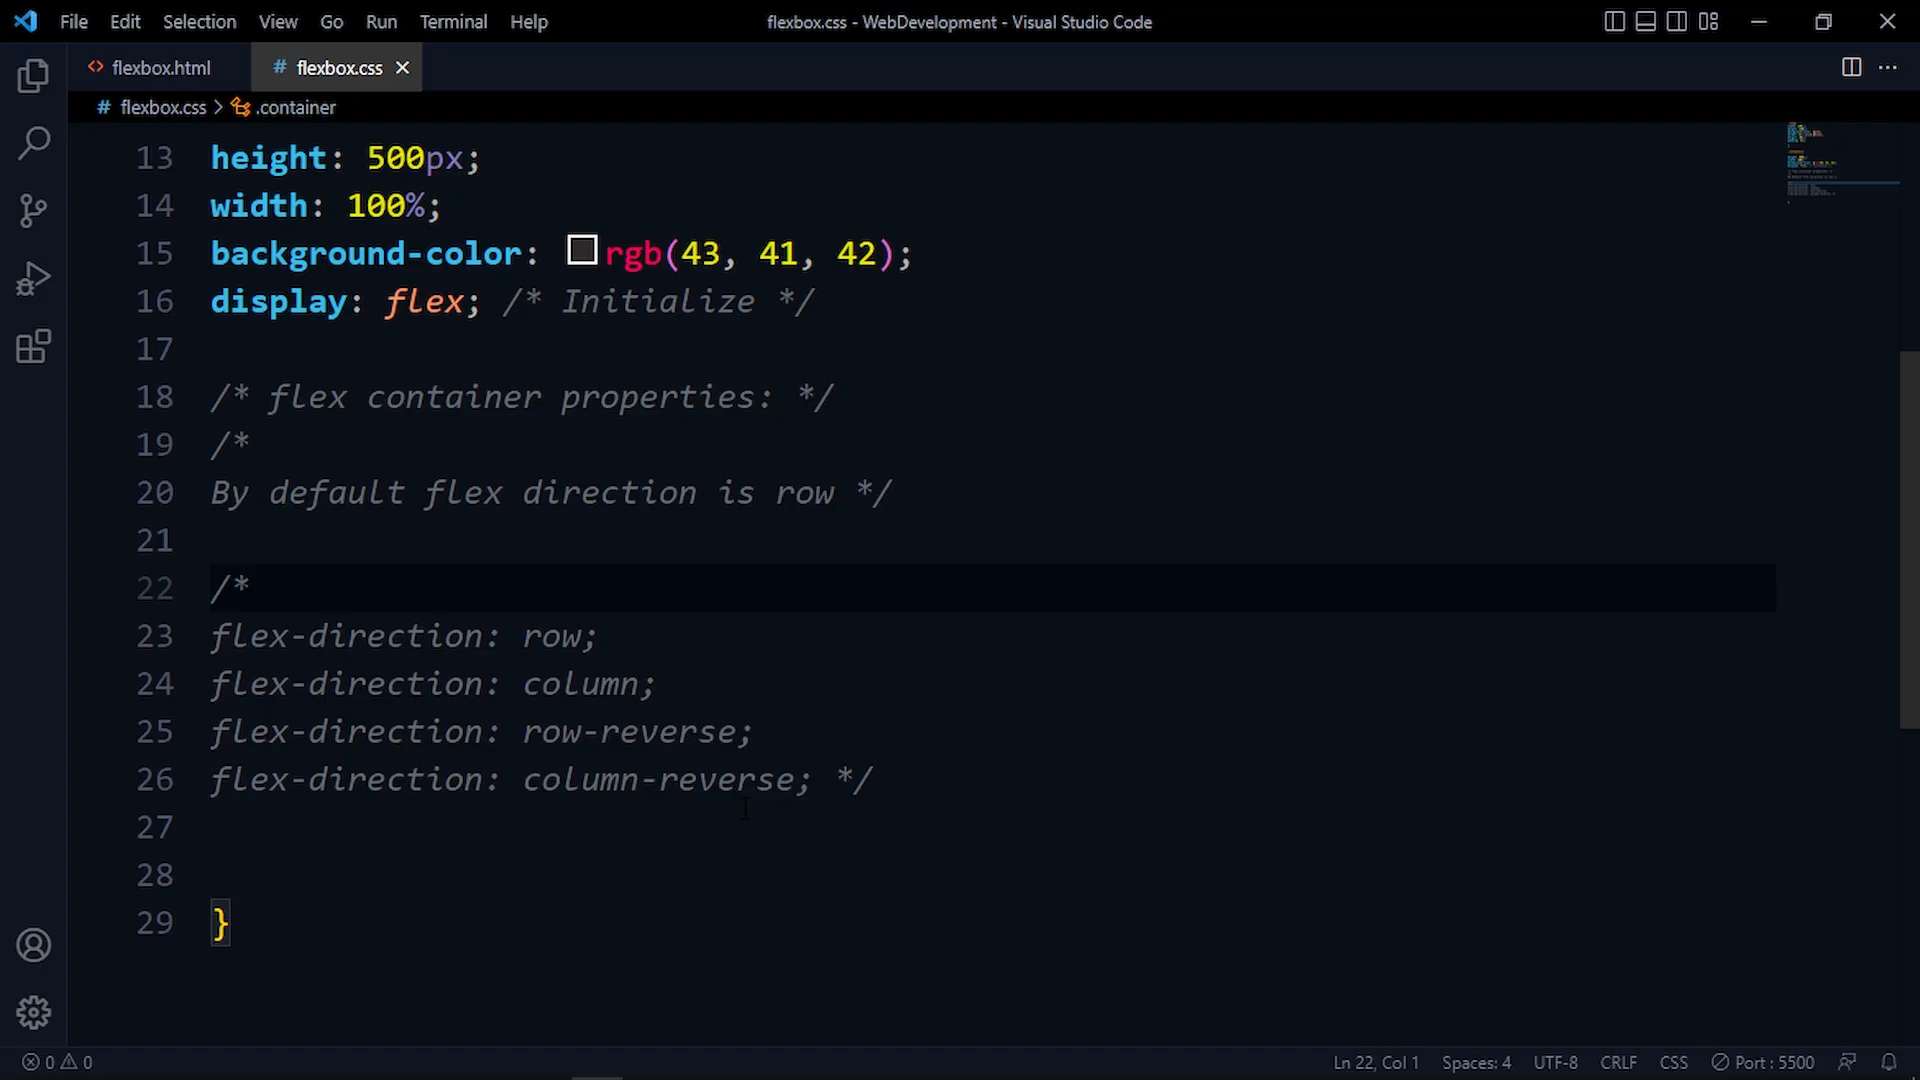 File Edit Selection View Go Run Terminal Help
flexbox.css - WebDevelopment - Visual Studio Code
flexbox.html
# flexbox.css
# flexbox.css > .container
13 height: 500px;
14 width: 100%;
15 background-color: rgb(43, 41, 42);
16 display: flex; /* Initialize */
17
18 /* flex container properties: */
19 /*
20 By default flex direction is row */
21
22 /*
23 flex-direction: row;
24 flex-direction: column;
25 flex-direction: row-reverse;
26 flex-direction: column-reverse; */
27
28
29 }
0 0
Ln 22, Col 1 Spaces: 4 UTF-8 CRLF CSS Port : 5500